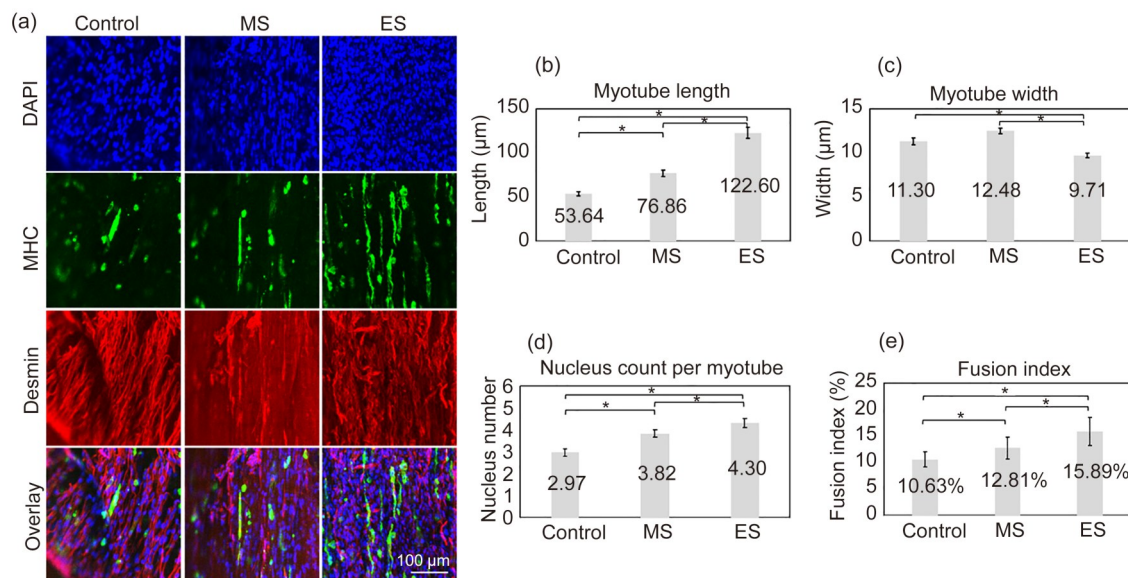 (a)
Control MS ES
DAPI
MHC
Desmin
Overlay
100 µm
(b)
Myotube length
Length (µm)
150
100
50
0
*
*
*
53.64
76.86
122.60
Control MS ES
(c)
Myotube width
Width (µm)
15
10
5
0
*
*
11.30
12.48
9.71
Control MS ES
(d)
Nucleus count per myotube
Nucleus number
6
5
4
3
2
1
0
*
*
*
2.97
3.82
4.30
Control MS ES
(e)
Fusion index
Fusion index (%)
25
20
15
10
5
0
*
*
*
10.63%
12.81%
15.89%
Control MS ES